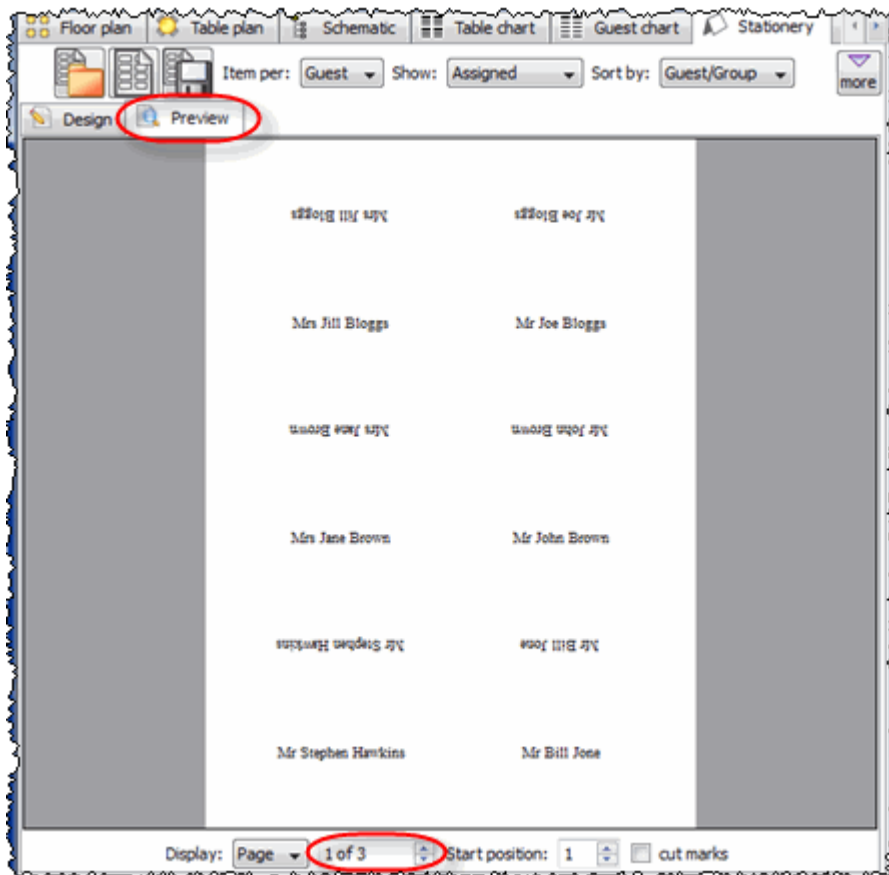 Floor plan Table plan Schematic Table chart Guest chart Stationery
Item per: Guest Show: Assigned Sort by: Guest/Group more
Design Preview
Mrs Jill Bloggs Mr Joe Bloggs
Mrs Jill Bloggs Mr Joe Bloggs
Mrs Jane Brown Mr John Brown
Mrs Jane Brown Mr John Brown
Mr Stephen Hawkins Mr Bill Jone
Mr Stephen Hawkins Mr Bill Jone
Display: Page 1 of 3 Start position: 1 cut marks